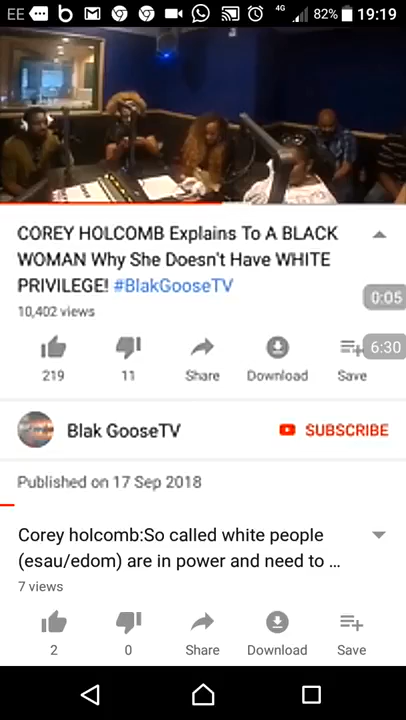 EE
4G
82%
19:19
COREY HOLCOMB Explains To A BLACK
WOMAN Why She Doesn't Have WHITE
PRIVILEGE! #BlakGooseTV
0:05
10,402 views
6:30
219
11
Share
Download
Save
Blak GooseTV
SUBSCRIBE
Published on 17 Sep 2018
Corey holcomb:So called white people
(esau/edom) are in power and need to ...
7 views
2
0
Share
Download
Save